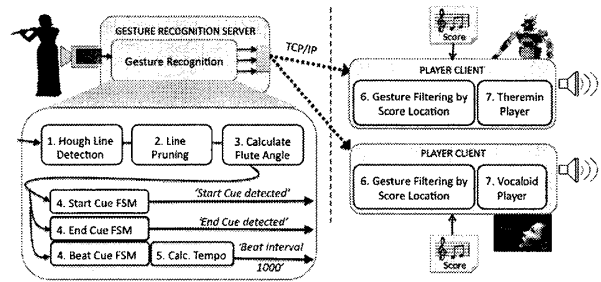 GESTURE RECOGNITION SERVER
Gesture Recognition
TCP/IP
Score
PLAYER CLIENT
6. Gesture Filtering by
Score Location
7. Theremin
Player
1. Hough Line
Detection
2. Line
Pruning
3. Calculate
Flute Angle
4. Start Cue FSM
'Start Cue detected'
4. End Cue FSM
'End Cue detected'
4. Beat Cue FSM
5. Calc. Tempo
'Beat interval
1000'
PLAYER CLIENT
6. Gesture Filtering by
Score Location
7. Vocaloid
Player
Score